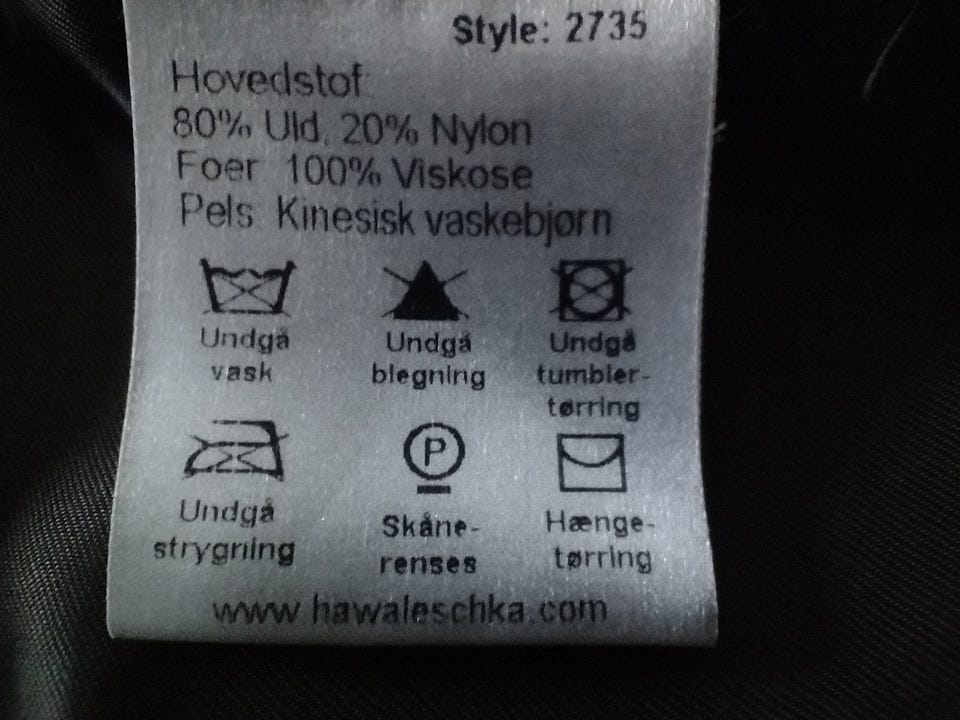 Style: 2735
Hovedstof
80% Uld, 20% Nylon
Foer 100% Viskose
Pels Kinesisk vaskebjørn
Undgå vask
Undgå blegning
Undgå tumbler-tørring
Undgå strygning
P
Skåne-renses
Hænge-tørring
www.hawaleschka.com